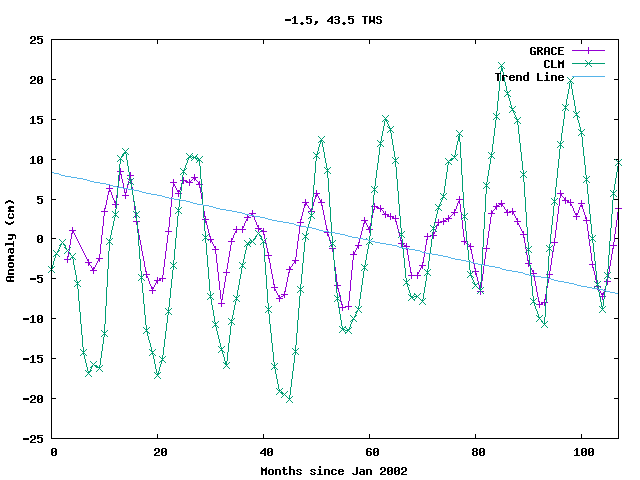 -1.5, 43.5 TWS
GRACE
CLM
Trend Line
25
20
15
10
5
0
-5
-10
-15
-20
-25
Anomaly (cm)
0 20 40 60 80 100
Months since Jan 2002